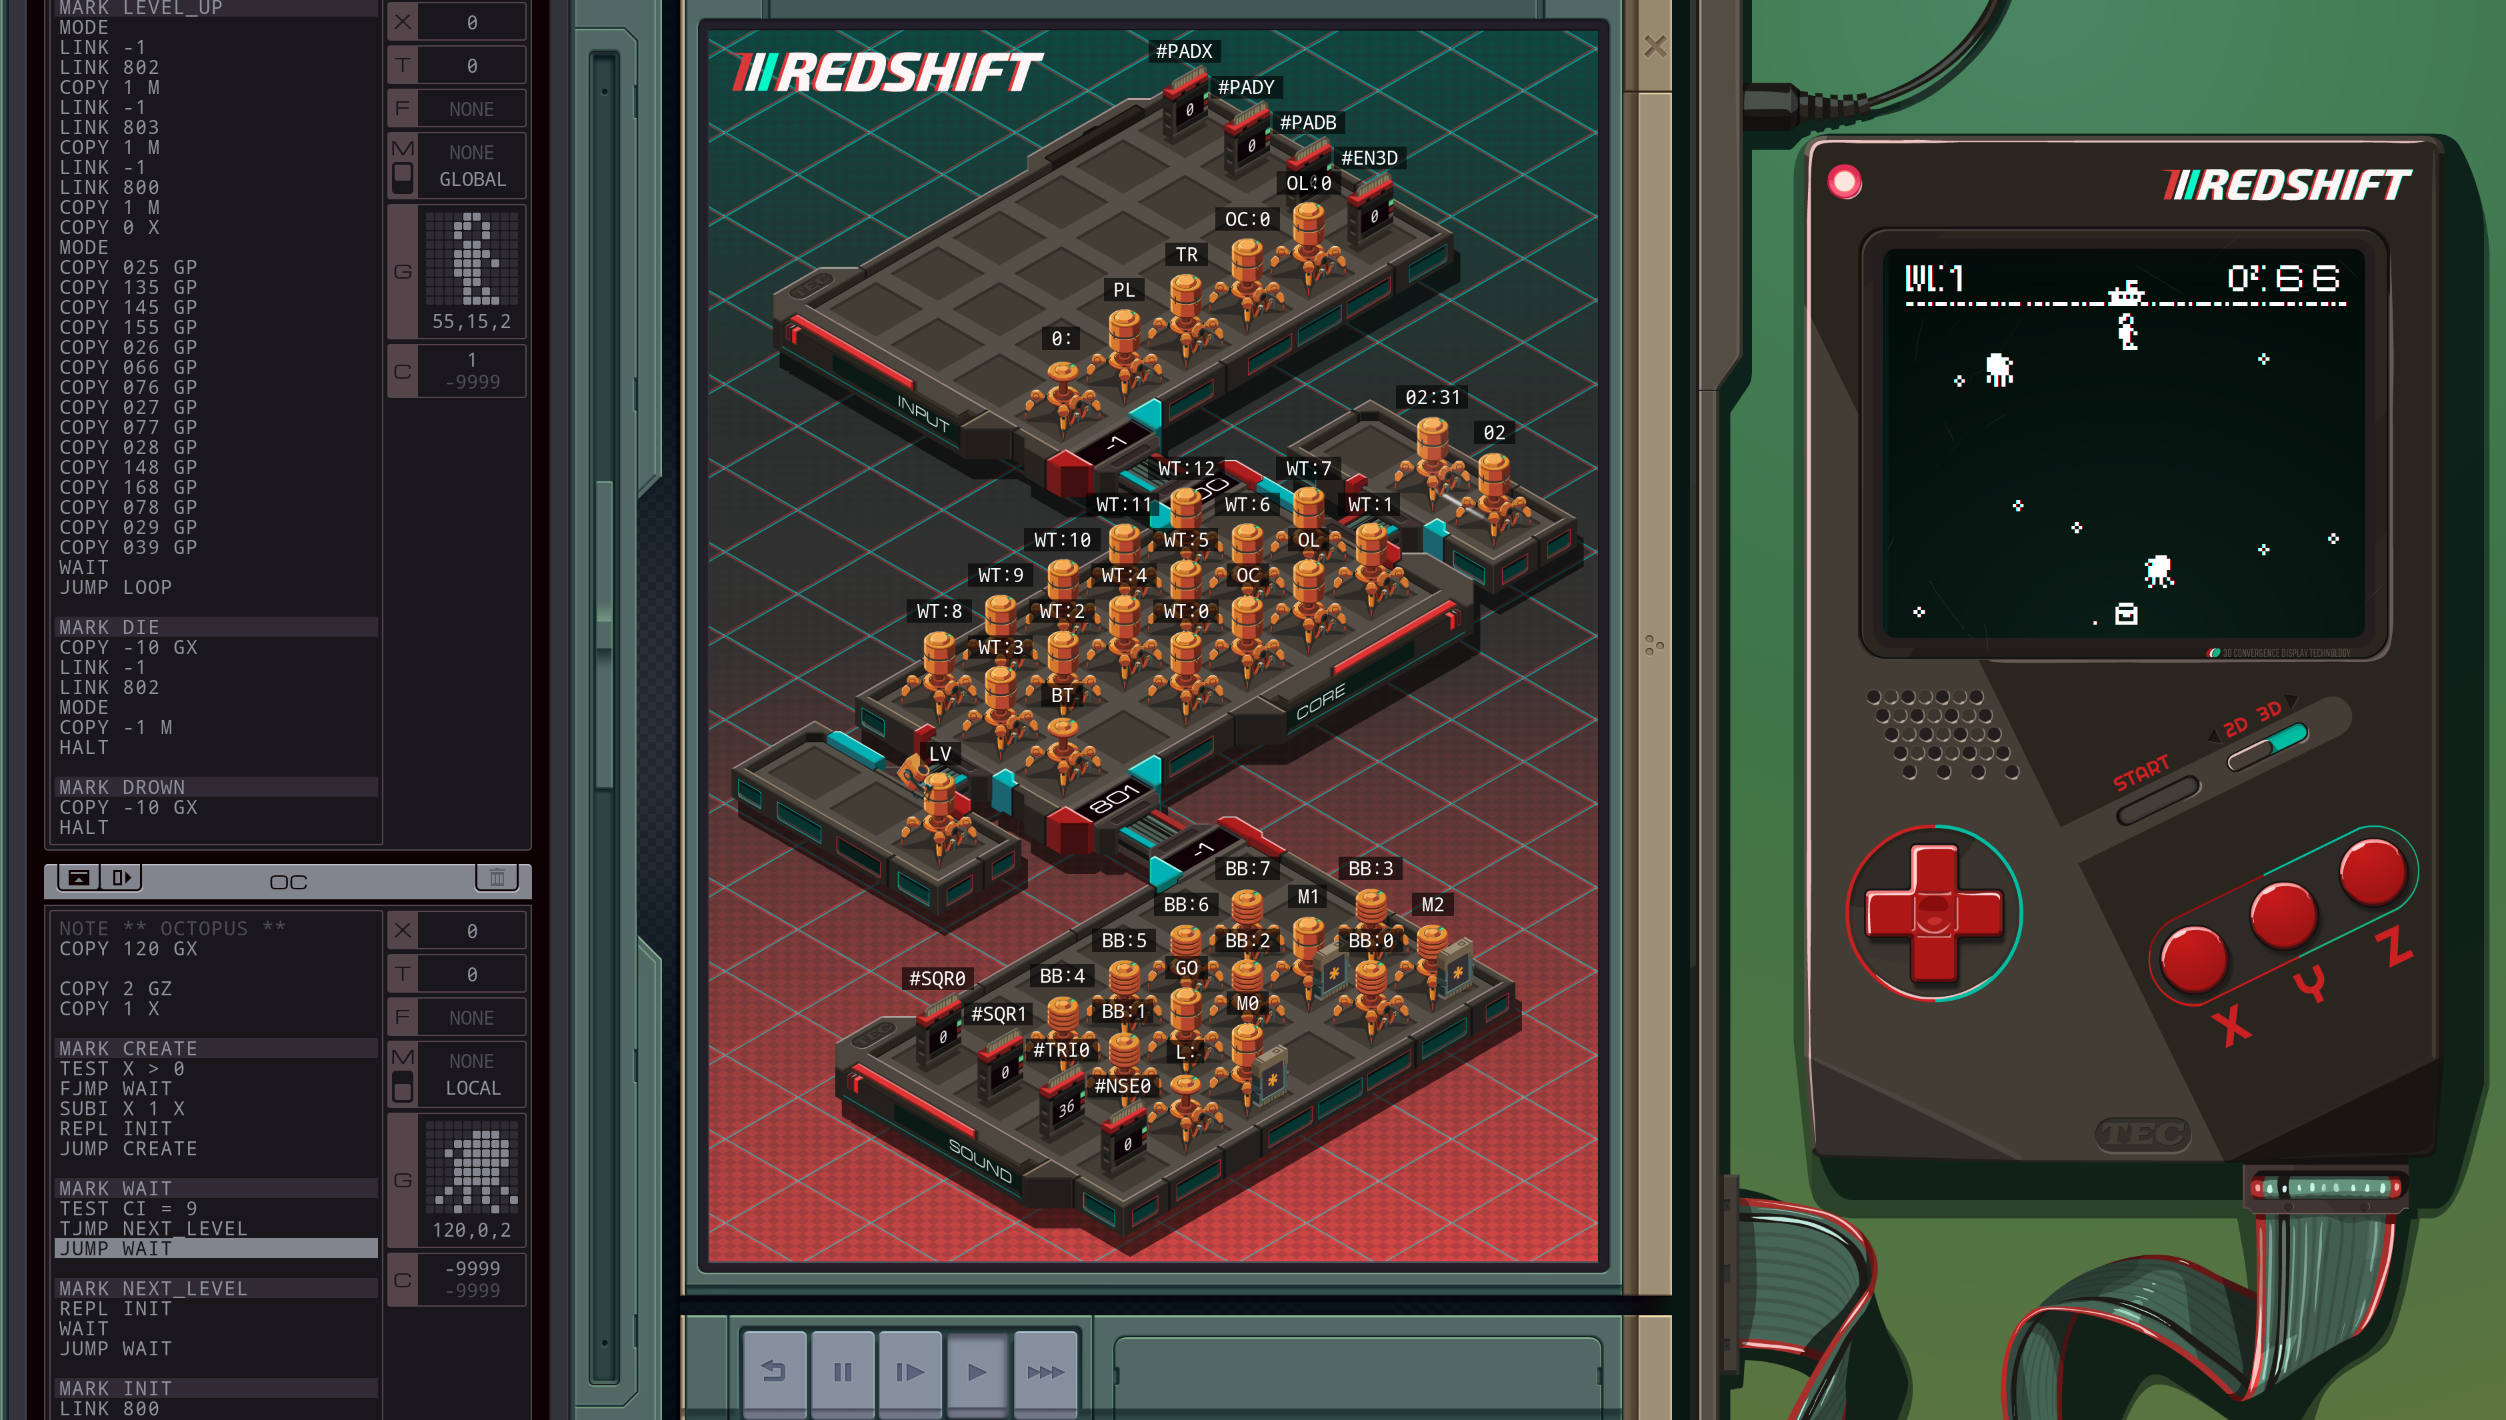 MARK LEVEL_UP
MODE
LINK -1
LINK 802
COPY 1 M
LINK -1
LINK 803
COPY 1 M
LINK -1
LINK 800
COPY 1 M
COPY 0 X
MODE
COPY 025 GP
COPY 135 GP
COPY 145 GP
COPY 155 GP
COPY 026 GP
COPY 066 GP
COPY 076 GP
COPY 027 GP
COPY 077 GP
COPY 028 GP
COPY 148 GP
COPY 168 GP
COPY 078 GP
COPY 029 GP
COPY 039 GP
WAIT
JUMP LOOP
MARK DIE
COPY -10 GX
LINK -1
LINK 802
MODE
COPY -1 M
HALT
MARK DROWN
COPY -10 GX
HALT
X 0
T 0
F NONE
M NONE
GLOBAL
G
55,15,2
C 1
-9999
OC
NOTE ** OCTOPUS **
COPY 120 GX
COPY 2 GZ
COPY 1 X
MARK CREATE
TEST X > 0
FJMP WAIT
SUBI X 1 X
REPL INIT
JUMP CREATE
MARK WAIT
TEST CI = 9
TJMP NEXT_LEVEL
JUMP WAIT
MARK NEXT_LEVEL
REPL INIT
WAIT
JUMP WAIT
MARK INIT
LINK 800
X 0
T 0
F NONE
M NONE
LOCAL
G
120,0,2
C -9999
-9999
REDSHIFT
#PADX
0
#PADY
0
#PADB
#EN3D
0
OL:0
OC:0
TR
PL
0:
INPUT
-1
02:31
02
WT:12
WT:7
WT:11
WT:6
WT:1
WT:10
WT:5
OL
WT:9
WT:4
OC
WT:8
WT:2
WT:0
WT:3
BT
CORE
LV
801
-1
BB:7
BB:3
BB:6
M1
M2
BB:5
BB:2
BB:0
#SQR0
0
BB:4
GO
#SQR1
0
BB:1
M0
#TRI0
36
L:
#NSE0
0
SOUND
REDSHIFT
3D CONVERGENCE DISPLAY TECHNOLOGY
2D 3D
START
X
Y
Z
TEC